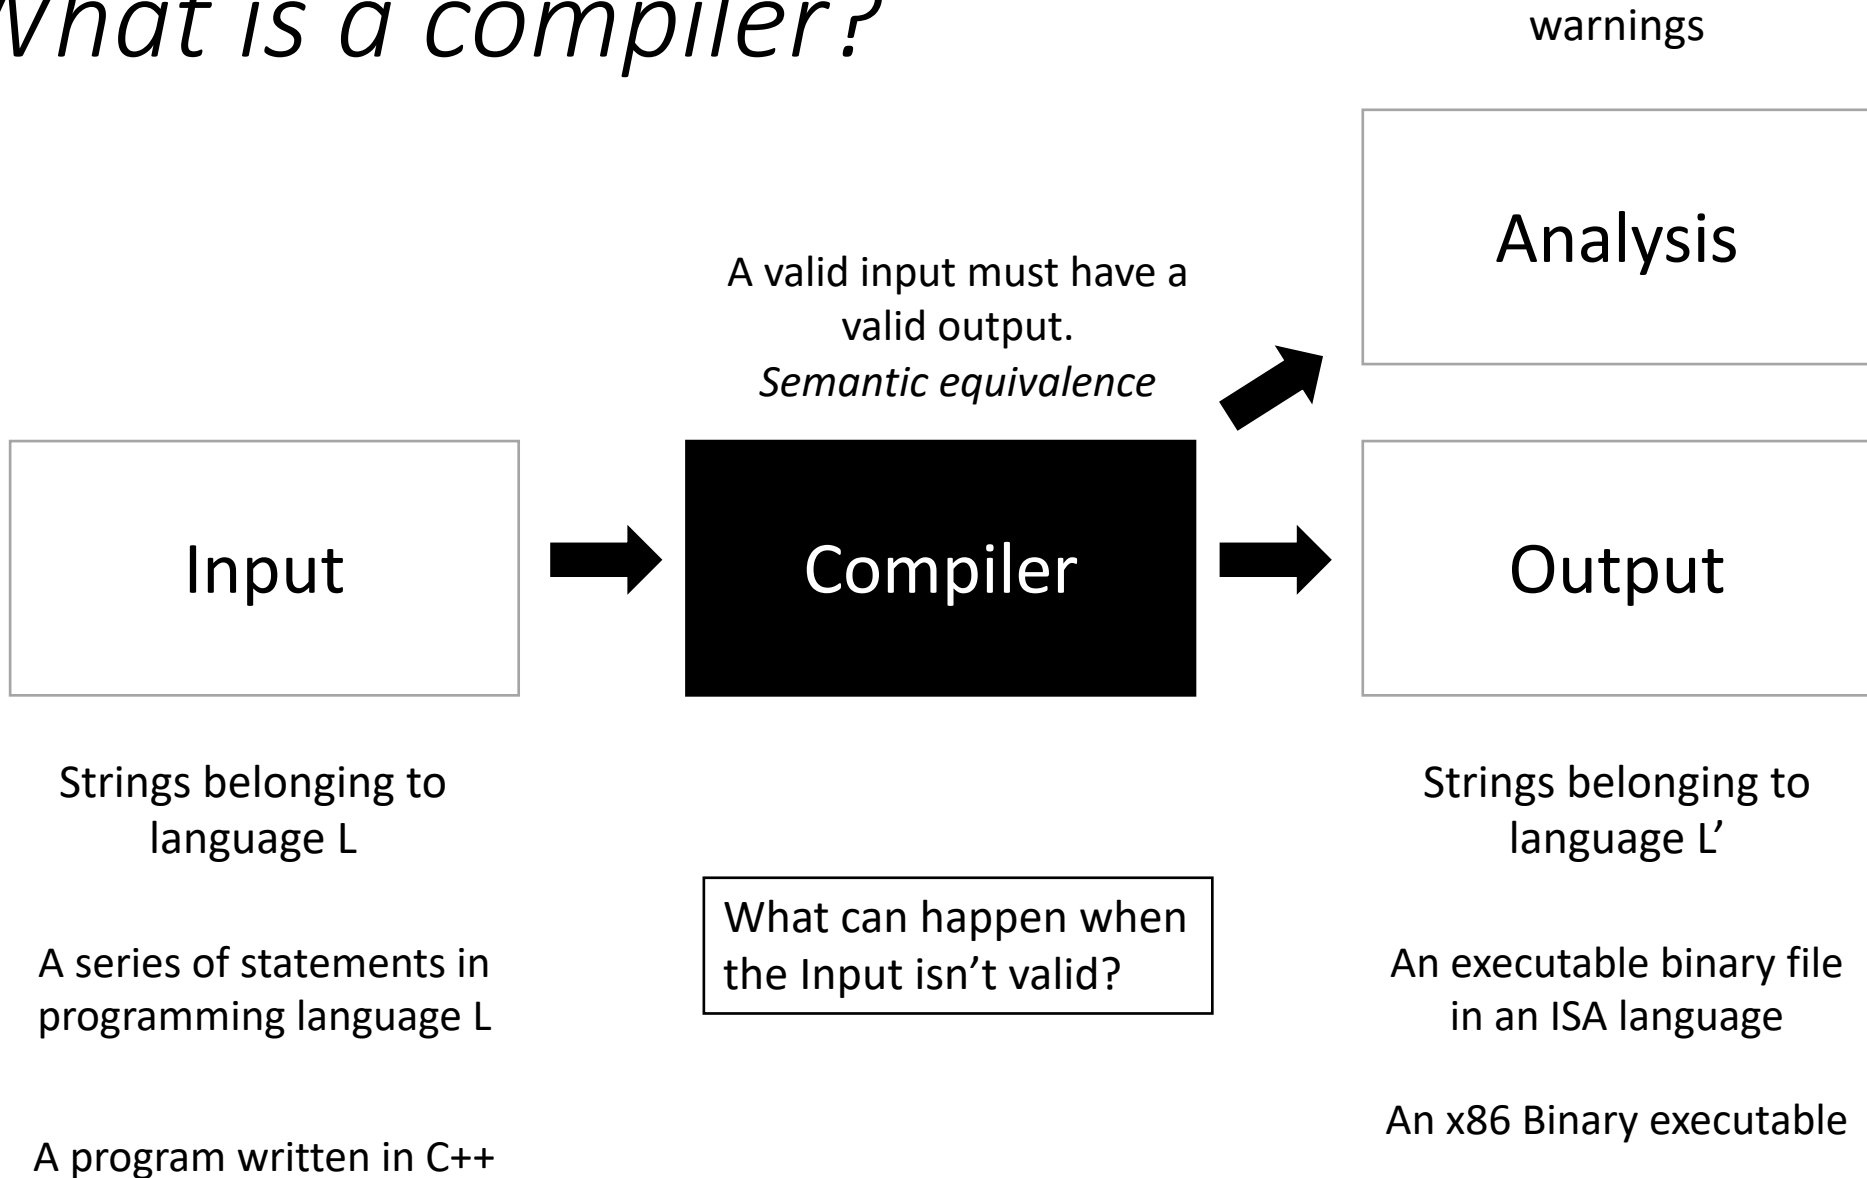 What is a compiler?
warnings
Analysis
A valid input must have a
valid output.
Semantic equivalence
Input
Compiler
Output
Strings belonging to
language L
Strings belonging to
language L’
What can happen when
the Input isn’t valid?
A series of statements in
programming language L
An executable binary file
in an ISA language
An x86 Binary executable
A program written in C++